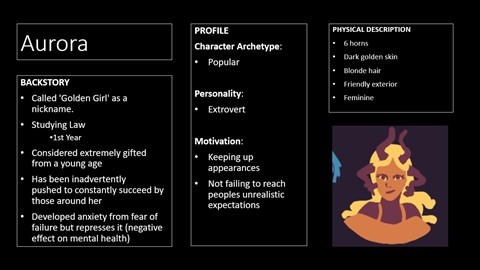 Aurora
BACKSTORY
• Called 'Golden Girl' as a
nickname.
• Studying Law
•1st Year
• Considered extremely gifted
from a young age
• Has been inadvertently
pushed to constantly succeed by
those around her
• Developed anxiety from fear of
failure but represses it (negative
effect on mental health)
PROFILE
Character Archetype:
• Popular
Personality:
• Extrovert
Motivation:
• Keeping up
appearances
• Not failing to reach
peoples unrealistic
expectations
PHYSICAL DESCRIPTION
• 6 horns
• Dark golden skin
• Blonde hair
• Friendly exterior
• Feminine